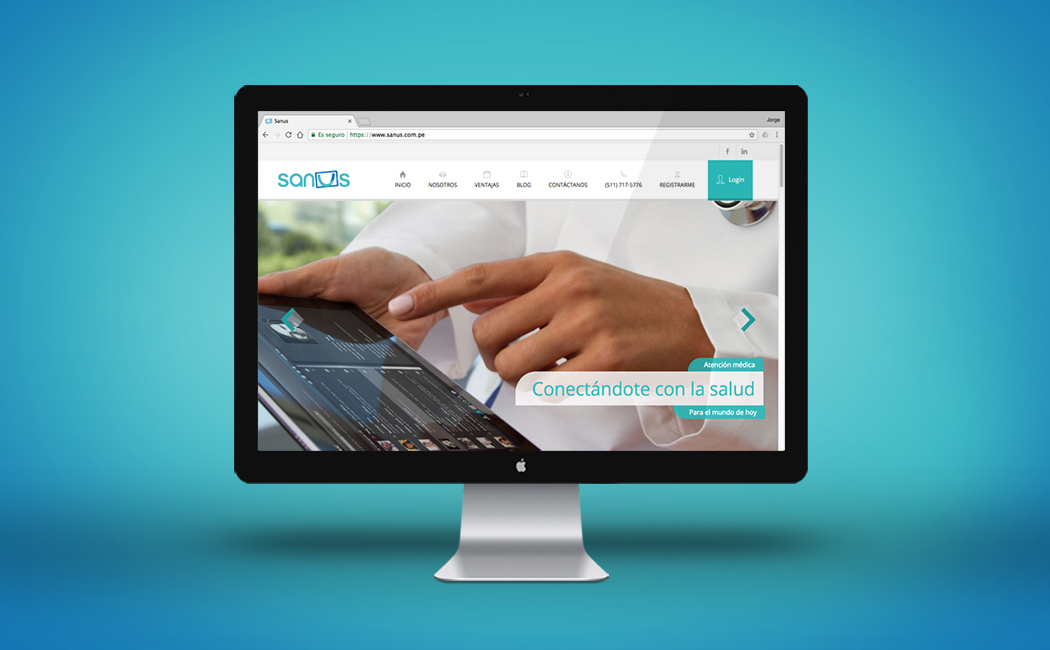 Sanus
Jorge
Es seguro https://www.sanus.com.pe
sanus
INICIO
NOSOTROS
VENTAJAS
BLOG
CONTÁCTANOS
(511) 717-5776
REGISTRARME
Login
Atención médica
Conectándote con la salud
Para el mundo de hoy